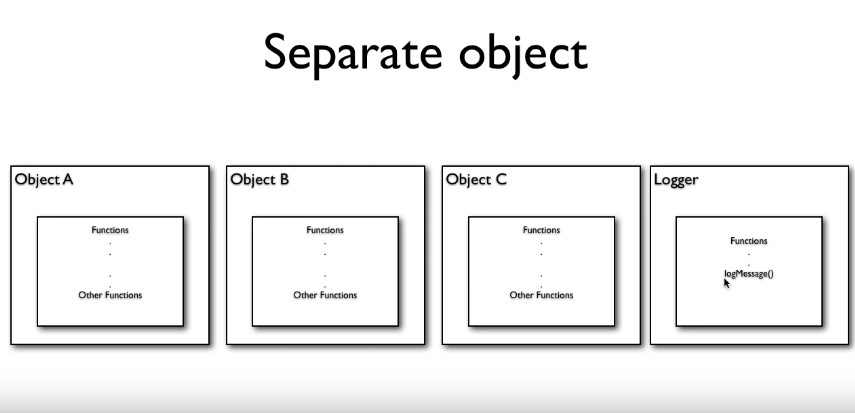 Separate object
Object A
Functions
.
.
.
.
Other Functions
Object B
Functions
.
.
.
.
Other Functions
Object C
Functions
.
.
.
.
Other Functions
Logger
Functions
.
.
logMessage()